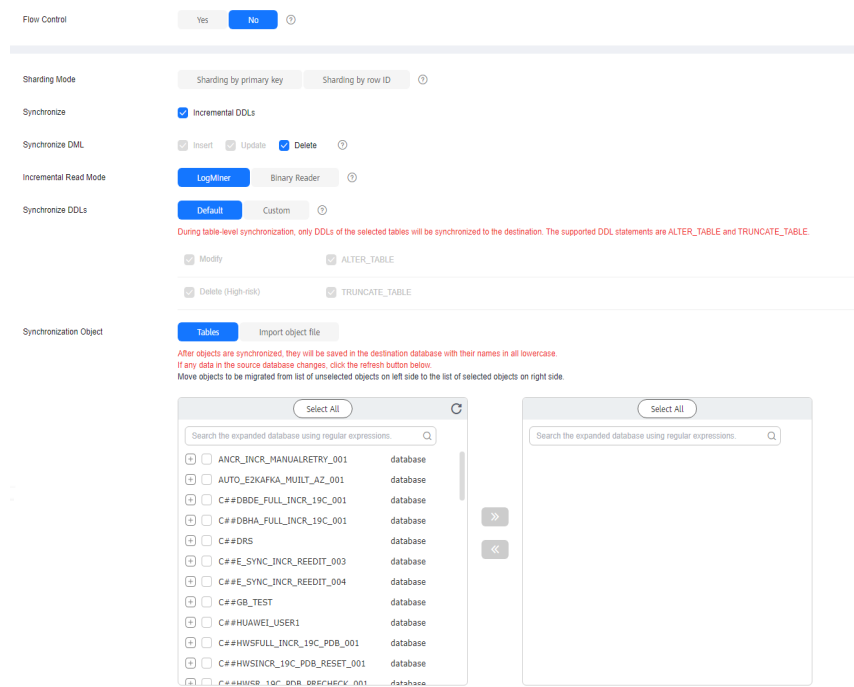 Flow Control Yes No
Sharding Mode Sharding by primary key Sharding by row ID
Synchronize Incremental DDLs
Synchronize DML Insert Update Delete
Incremental Read Mode LogMiner Binary Reader
Synchronize DDLs Default Custom
During table-level synchronization, only DDLs of the selected tables will be synchronized to the destination. The supported DDL statements are ALTER_TABLE and TRUNCATE_TABLE.
Modify ALTER_TABLE
Delete (High-risk) TRUNCATE_TABLE
Synchronization Object Tables Import object file
After objects are synchronized, they will be saved in the destination database with their names in all lowercase.
If any data in the source database changes, click the refresh button below.
Move objects to be migrated from list of unselected objects on left side to the list of selected objects on right side.
Select All Select All
Search the expanded database using regular expressions. Search the expanded database using regular expressions.
ANCR_INCR_MANUALRETRY_001 database
AUTO_E2KAFKA_MUILT_AZ_001 database
C##DBDE_FULL_INCR_19C_001 database
C##DBHA_FULL_INCR_19C_001 database
C##DRS database
C##E_SYNC_INCR_REEDIT_003 database
C##E_SYNC_INCR_REEDIT_004 database
C##GB_TEST database
C##HUAWEI_USER1 database
C##HWSFULL_INCR_19C_PDB_001 database
C##HWSINCR_19C_PDB_RESET_001 database
C##HWSR_19C_PDB_PRECHECK_001 database